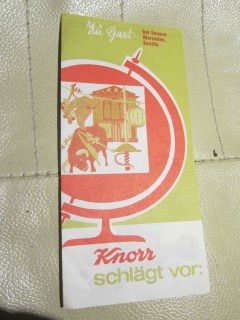 Zu Gast
bei Senora
Mercedes,
Sevilla
Knorr
schlägt vor: